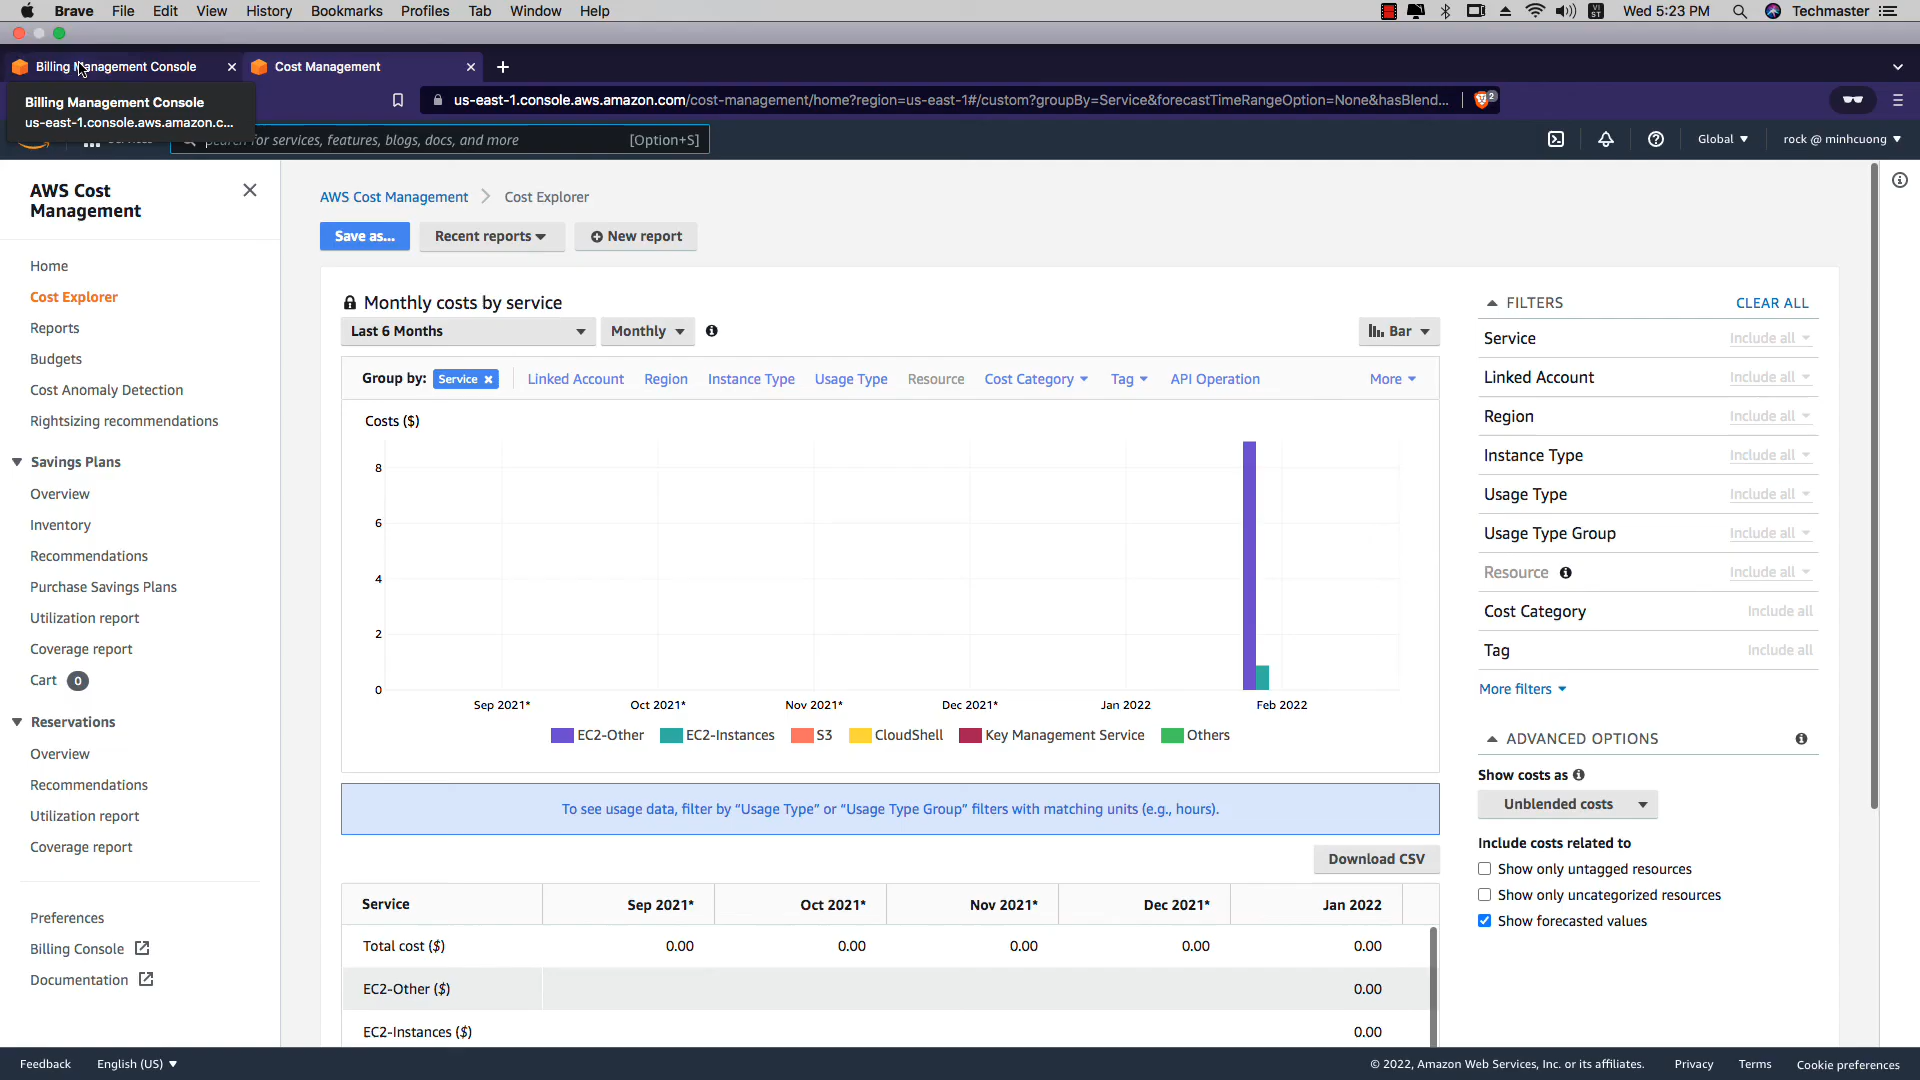 Brave File Edit View History Bookmarks Profiles Tab Window Help
Wed 5:23 PM Techmaster
Billing Management Console
Cost Management
Billing Management Console
us-east-1.console.aws.amazon.c...
us-east-1.console.aws.amazon.com/cost-management/home?region=us-east-1#/custom?groupBy=Service&forecastTimeRangeOption=None&hasBlend...
2
for services, features, blogs, docs, and more [Option+S]
Global
rock @ minhcuong
AWS Cost
Management
Home
Cost Explorer
Reports
Budgets
Cost Anomaly Detection
Rightsizing recommendations
Savings Plans
Overview
Inventory
Recommendations
Purchase Savings Plans
Utilization report
Coverage report
Cart 0
Reservations
Overview
Recommendations
Utilization report
Coverage report
Preferences
Billing Console
Documentation
AWS Cost Management Cost Explorer
Save as... Recent reports New report
Monthly costs by service
Last 6 Months Monthly Bar
Group by: Service Linked Account Region Instance Type Usage Type Resource Cost Category Tag API Operation More
Costs ($)
8
6
4
2
0
Sep 2021* Oct 2021* Nov 2021* Dec 2021* Jan 2022 Feb 2022
EC2-Other EC2-Instances S3 CloudShell Key Management Service Others
To see usage data, filter by “Usage Type” or “Usage Type Group” filters with matching units (e.g., hours).
Download CSV
Service Sep 2021* Oct 2021* Nov 2021* Dec 2021* Jan 2022
Total cost ($) 0.00 0.00 0.00 0.00 0.00
EC2-Other ($) 0.00
EC2-Instances ($) 0.00
FILTERS CLEAR ALL
Service Include all
Linked Account Include all
Region Include all
Instance Type Include all
Usage Type Include all
Usage Type Group Include all
Resource Include all
Cost Category Include all
Tag Include all
More filters
ADVANCED OPTIONS
Show costs as
Unblended costs
Include costs related to
Show only untagged resources
Show only uncategorized resources
Show forecasted values
Feedback English (US)
© 2022, Amazon Web Services, Inc. or its affiliates. Privacy Terms Cookie preferences